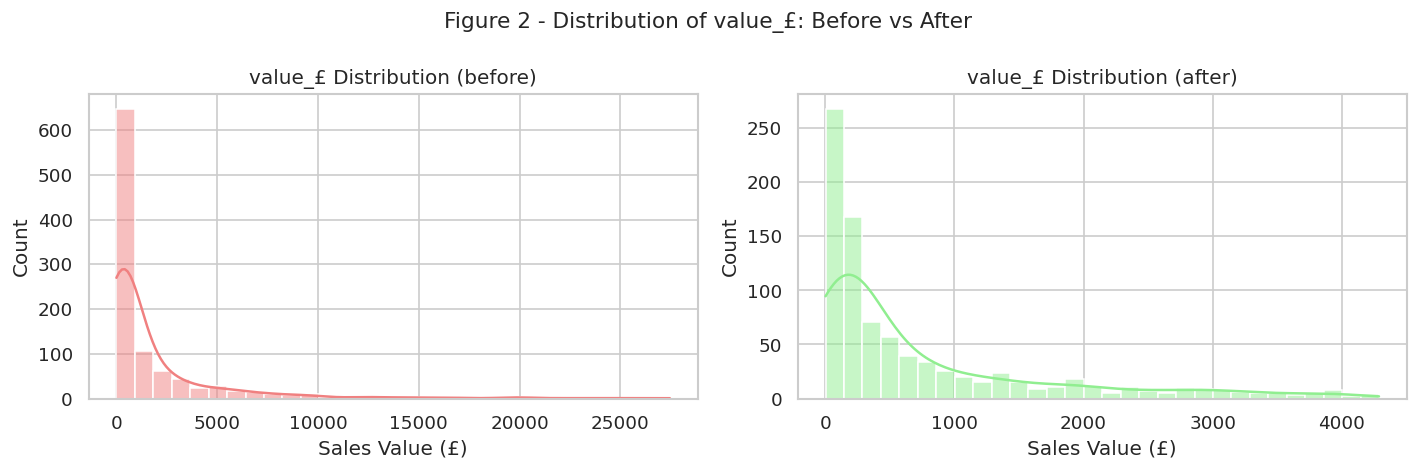 Figure 2 - Distribution of value_£: Before vs After
value_£ Distribution (before)
600
500
400
300
200
100
0
Count
0 5000 10000 15000 20000 25000
Sales Value (£)
value_£ Distribution (after)
250
200
150
100
50
0
Count
0 1000 2000 3000 4000
Sales Value (£)